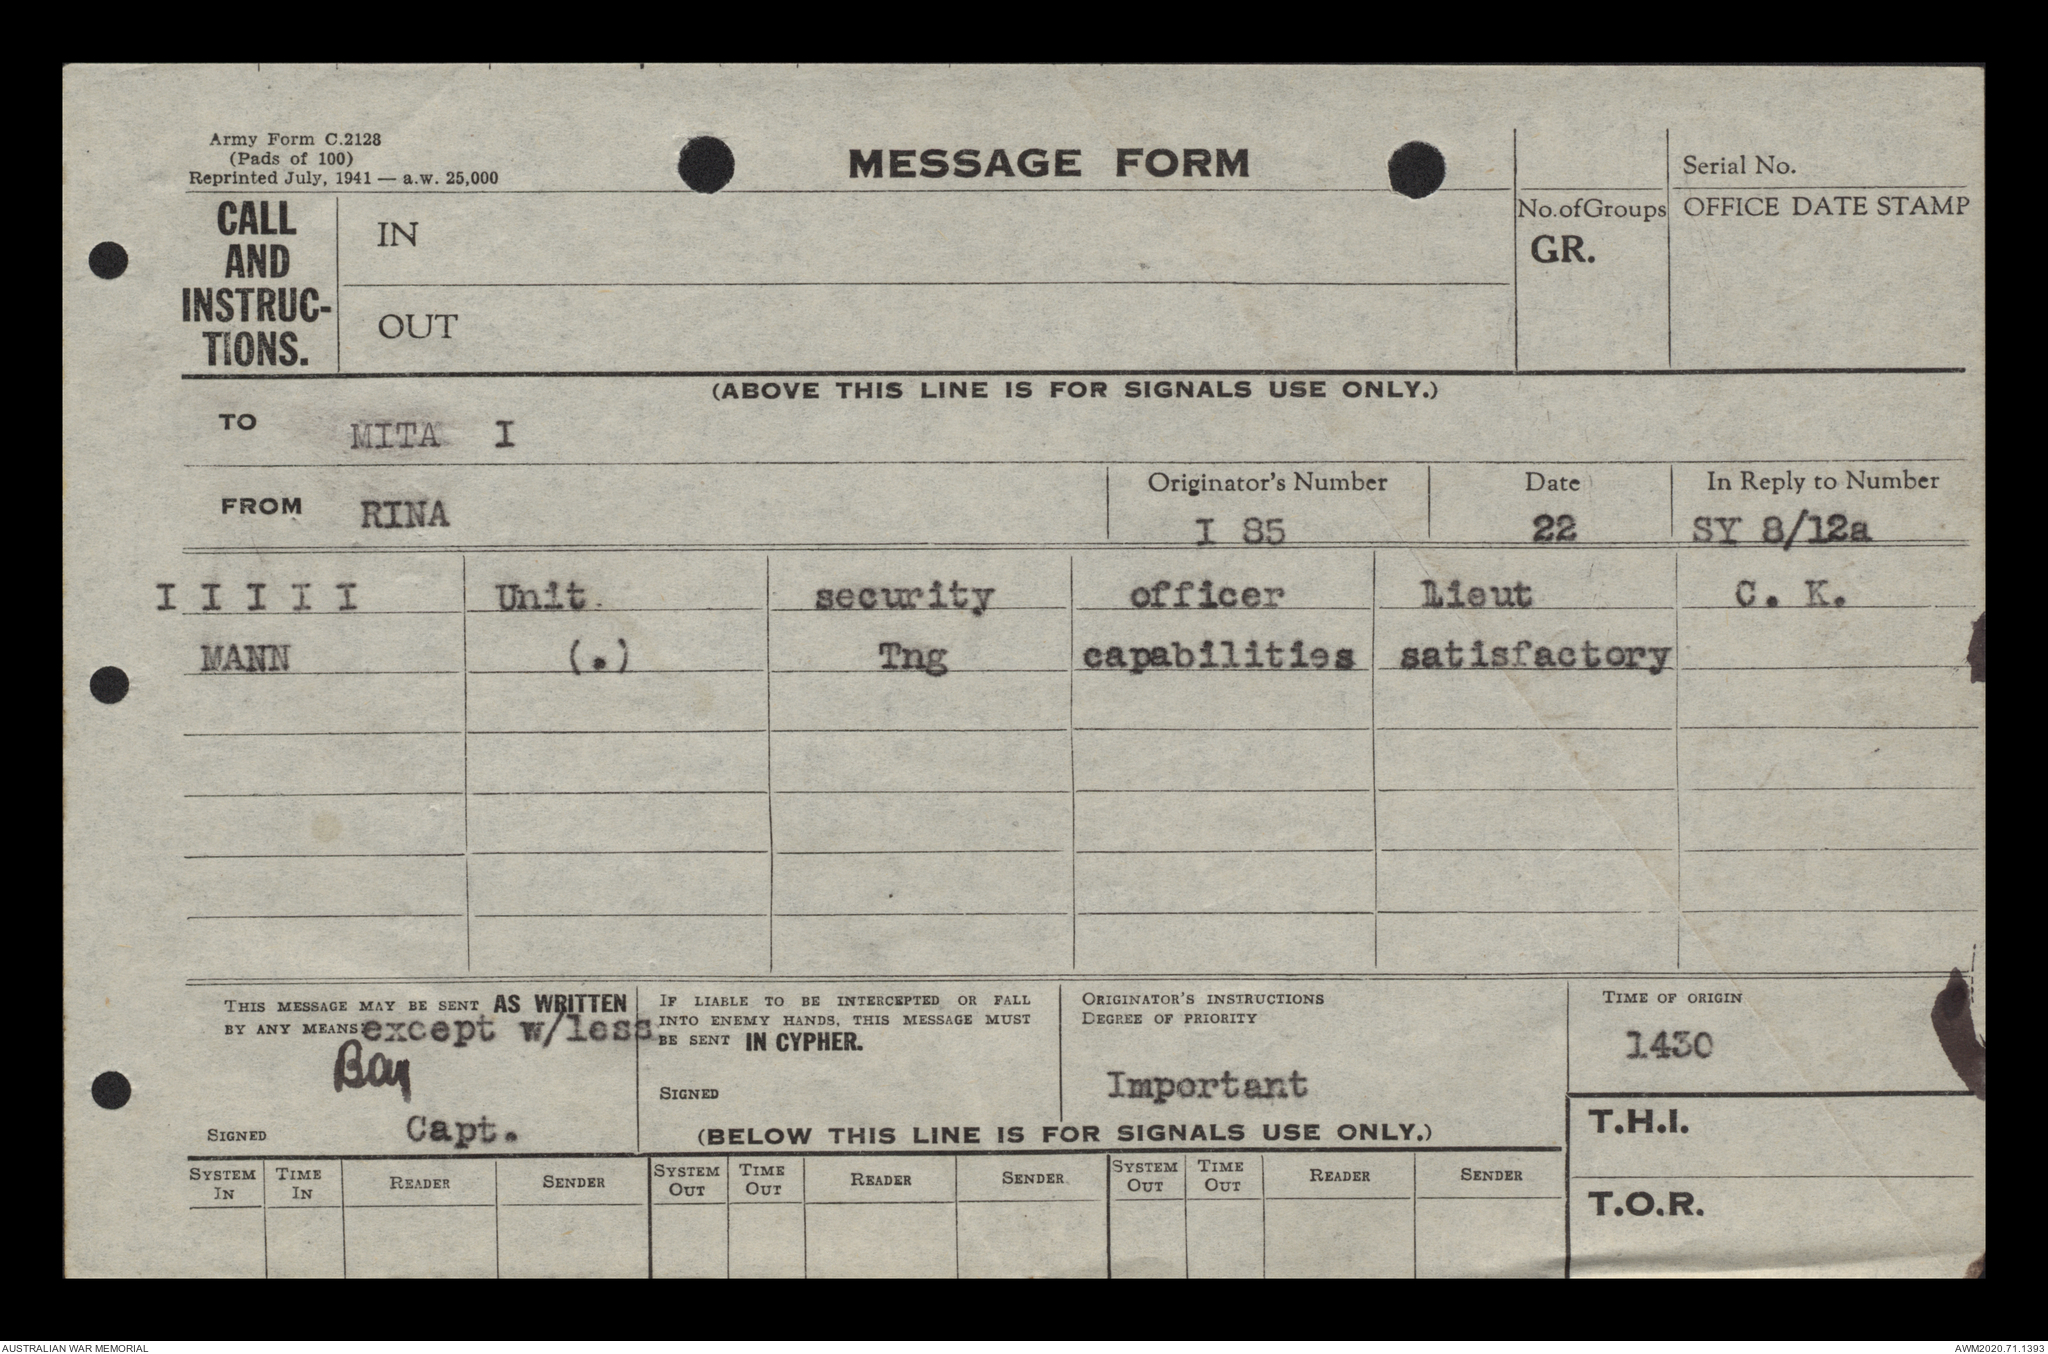 Army Form C.2128
(Pads of 100)
Reprinted July, 1941 — a.w. 25,000
MESSAGE FORM
Serial No.
CALL AND INSTRUC-TIONS.
IN
OUT
No. of Groups
GR.
OFFICE DATE STAMP
(ABOVE THIS LINE IS FOR SIGNALS USE ONLY.)
TO MITA I
FROM RINA
Originator's Number I 85
Date 22
In Reply to Number SY 8/12a
I I I I I Unit security officer Lieut C. K.
MANN (.) Tng capabilities satisfactory
THIS MESSAGE MAY BE SENT AS WRITTEN
BY ANY MEANS except w/less
SIGNED Capt.
IF LIABLE TO BE INTERCEPTED OR FALL
INTO ENEMY HANDS, THIS MESSAGE MUST
BE SENT IN CYPHER.
SIGNED
ORIGINATOR'S INSTRUCTIONS
DEGREE OF PRIORITY
Important
TIME OF ORIGIN
1430
(BELOW THIS LINE IS FOR SIGNALS USE ONLY.)
T.H.I.
T.O.R.
SYSTEM IN TIME IN READER SENDER SYSTEM OUT TIME OUT READER SENDER SYSTEM OUT TIME OUT READER SENDER
AUSTRALIAN WAR MEMORIAL
AWM2020.71.1393